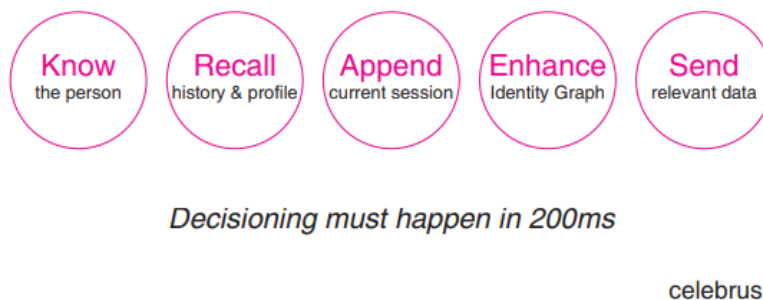 Know
the person
Recall
history & profile
Append
current session
Enhance
Identity Graph
Send
relevant data
Decisioning must happen in 200ms
celebrus